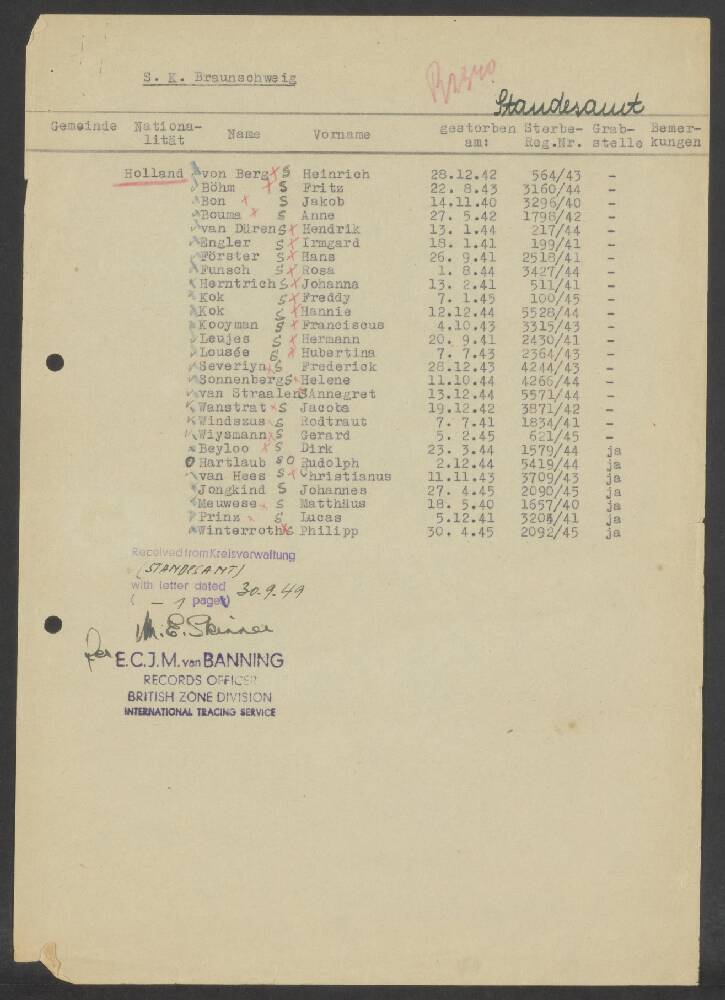 S. K. Braunschweig
Standesamt
Gemeinde Nationa- Name Vorname gestorben Sterbe- Grab- Bemer-
lität am: Reg.Nr. stelle kungen
Holland von Berg S Heinrich 28.12.42 564/43 -
Böhm S Fritz 22. 8.43 3160/44 -
Bon S Jakob 14.11.40 3296/40 -
Bouma S Anne 27. 5.42 1798/42 -
van Düren S Hendrik 13. 1.44 217/44 -
Engler S Irmgard 18. 1.41 199/41 -
Förster S Hans 26. 9.41 2518/41 -
Funsch S Rosa 1. 8.44 3427/44 -
Herntrich S Johanna 13. 2.41 511/41 -
Kok S Freddy 7. 1.45 100/45 -
Kok S Hannie 12.12.44 5528/44 -
Kooyman S Franciscus 4.10.43 3315/43 -
Leujes S Hermann 20. 9.41 2430/41 -
Lousée S Hubertina 7. 7.43 2364/43 -
Severiyn S Frederick 28.12.43 4244/43 -
Sonnenberg S Helene 11.10.44 4266/44 -
van Straalen S Annegret 13.12.44 5571/44 -
Wanstrat S Jacoba 19.12.42 3871/42 -
Windszus S Rodtraut 7. 7.41 1834/41 -
Wiysmann S Gerard 5. 2.45 621/45 -
Beyloo S Dirk 23. 3.44 1579/44 ja
Hartlaub S O Rudolph 2.12.44 5419/44 ja
van Hees S Christianus 11.11.43 3709/43 ja
Jongkind S Johannes 27. 4.45 2090/45 ja
Meuwese S Matthäus 18. 5.40 1657/40 ja
Prinz S Lucas 5.12.41 3204/41 ja
Winterroth S Philipp 30. 4.45 2092/45 ja
Received from Kreisverwaltung
(STANDESAMT)
with letter dated 30.9.49
( - 1 page)
M. E. Skinner
for E.C.J.M. van BANNING
RECORDS OFFICER
BRITISH ZONE DIVISION
INTERNATIONAL TRACING SERVICE